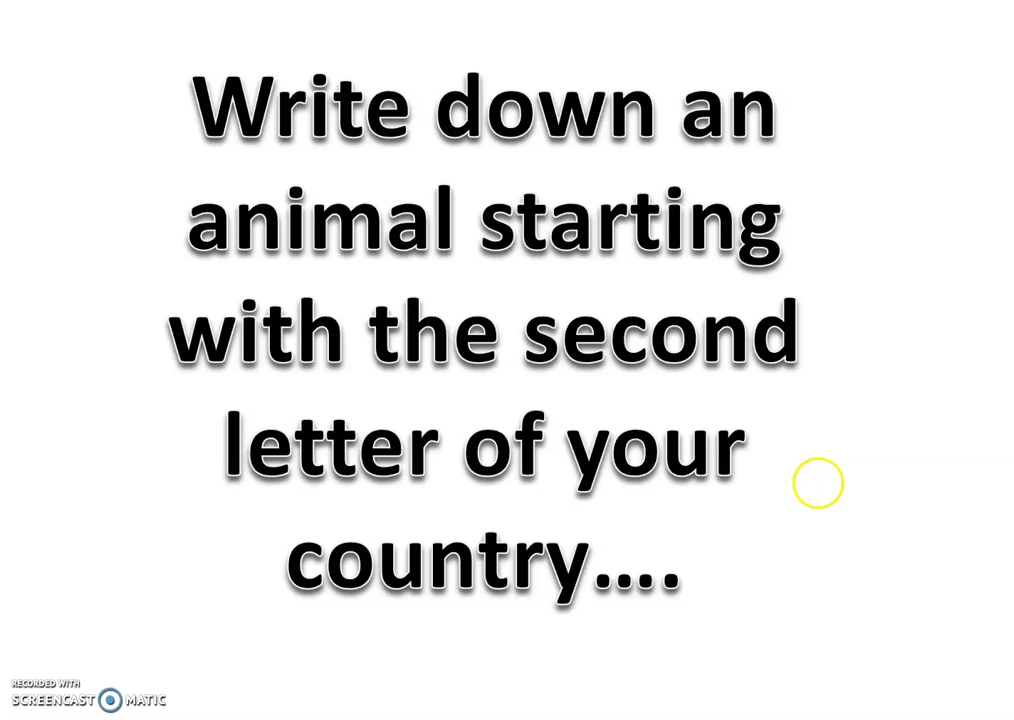 Write down an
animal starting
with the second
letter of your
country....
RECORDED WITH
SCREENCAST MATIC